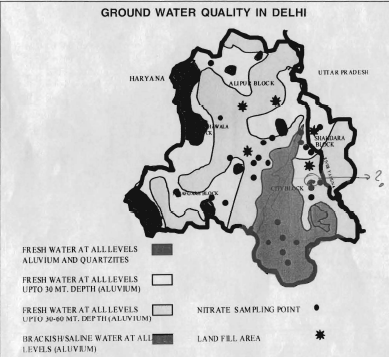 GROUND WATER QUALITY IN DELHI
HARYANA
UTTAR PRADESH
ALIPUR BLOCK
SHAHDARA
BLOCK
CITY BLOCK
BLOCK
?
FRESH WATER AT ALL LEVELS
ALUVIUM AND QUARTZITES
FRESH WATER AT ALL LEVELS
UPTO 30 MT. DEPTH (ALUVIUM)
FRESH WATER AT ALL LEVELS
UPTO 30-60 MT. DEPTH (ALUVIUM)
NITRATE SAMPLING POINT
BRACKISH/SALINE WATER AT ALL
LEVELS (ALUVIUM)
LAND FILL AREA